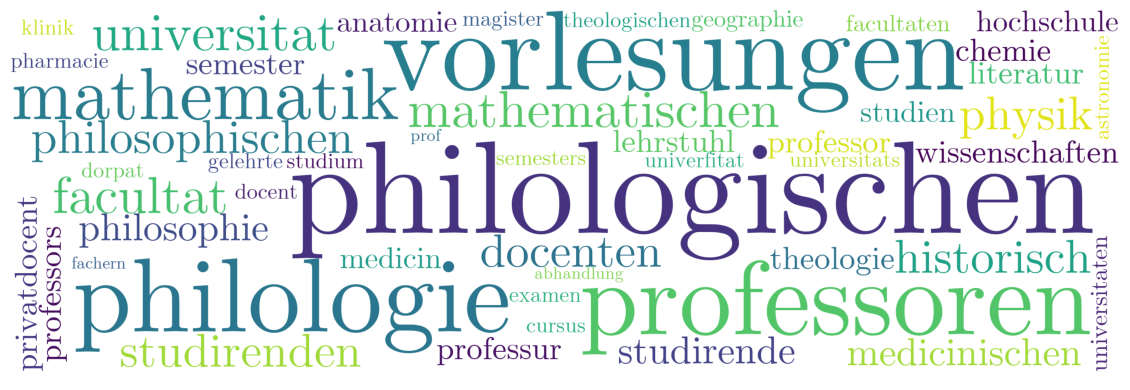 klinik universitat anatomie magister theologischen geographie facultaten hochschule
pharmacie semester vorlesungen chemie
mathematik mathematischen studien literatur astronomie
philosophischen prof lehrstuhl professor physik
gelehrte studium semesters univerfitat universitats wissenschaften
dorpat docent philologischen
facultat
philosophie docenten theologie historisch
privatdocent professors fachern medicin abhandlung universitaten
philologie examen professoren
cursus
studirenden professur studirende medicinischen